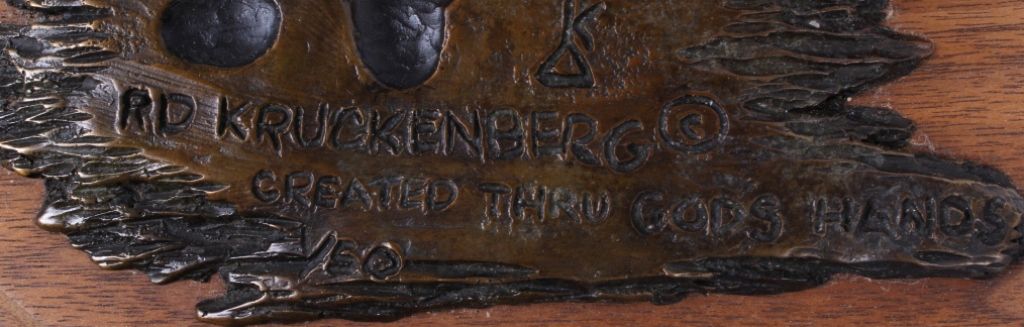 RD KRUCKENBERG ©
CREATED THRU GODS HANDS
/50